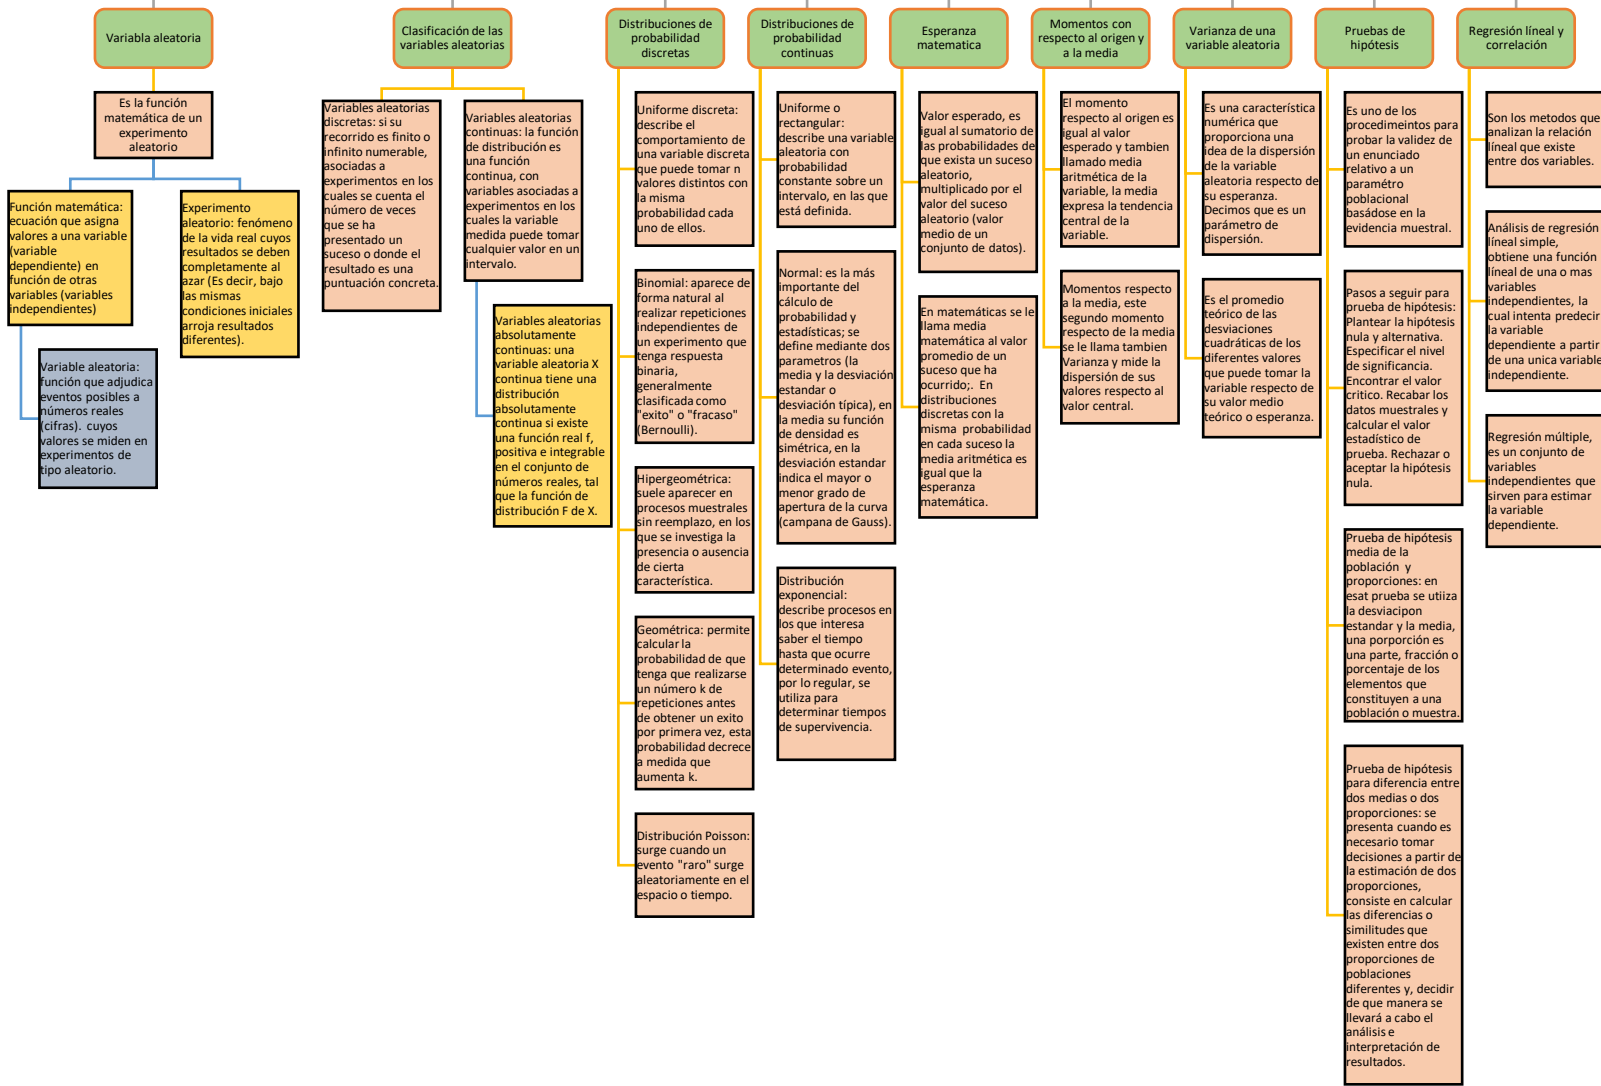 Variabla aleatoria
Es la función
matemática de un
experimento
aleatorio
Función matemática:
ecuación que asigna
valores a una variable
(variable
dependiente) en
función de otras
variables (variables
independientes)
Variable aleatoria:
función que adjudica
eventos posibles a
números reales
(cifras). cuyos
valores se miden en
experimentos de
tipo aleatorio.
Experimento
aleatorio: fenómeno
de la vida real cuyos
resultados se deben
completamente al
azar (Es decir, bajo
las mismas
condiciones iniciales
arroja resultados
diferentes).
Clasificación de las
variables aleatorias
Variables aleatorias
discretas: si su
recorrido es finito o
infinito numerable,
asociadas a
experimentos en los
cuales se cuenta el
número de veces
que se ha
presentado un
suceso o donde el
resultado es una
puntuación concreta.
Variables aleatorias
continuas: la función
de distribución es
una función
continua, con
variables asociadas a
experimentos en los
cuales la variable
medida puede tomar
cualquier valor en un
intervalo.
Variables aleatorias
absolutamente
continuas: una
variable aleatoria X
continua tiene una
distribución
absolutamente
continua si existe
una función real f,
positiva e integrable
en el conjunto de
números reales, tal
que la función de
distribución F de X.
Distribuciones de
probabilidad
discretas
Uniforme discreta:
describe el
comportamiento de
una variable discreta
que puede tomar n
valores distintos con
la misma
probabilidad cada
uno de ellos.
Binomial: aparece de
forma natural al
realizar repeticiones
independientes de
un experimento que
tenga respuesta
binaria,
generalmente
clasificada como
"exito" o "fracaso"
(Bernoulli).
Hipergeométrica:
suele aparecer en
procesos muestrales
sin reemplazo, en los
que se investiga la
presencia o ausencia
de cierta
característica.
Geométrica: permite
calcular la
probabilidad de que
tenga que realizarse
un número k de
repeticiones antes
de obtener un exito
por primera vez, esta
probabilidad decrece
a medida que
aumenta k.
Distribución Poisson:
surge cuando un
evento "raro" surge
aleatoriamente en el
espacio o tiempo.
Distribuciones de
probabilidad
continuas
Uniforme o
rectangular:
describe una variable
aleatoria con
probabilidad
constante sobre un
intervalo, en las que
está definida.
Normal: es la más
importante del
cálculo de
probabilidad y
estadísticas; se
define mediante dos
parametros (la
media y la desviación
estandar o
desviación típica), en
la media su función
de densidad es
simétrica, en la
desviación estandar
indica el mayor o
menor grado de
apertura de la curva
(campana de Gauss).
Distribución
exponencial:
describe procesos en
los que interesa
saber el tiempo
hasta que ocurre
determinado evento,
por lo regular, se
utiliza para
determinar tiempos
de supervivencia.
Esperanza
matematica
Valor esperado, es
igual al sumatorio de
las probabilidades de
que exista un suceso
aleatorio,
multiplicado por el
valor del suceso
aleatorio (valor
medio de un
conjunto de datos).
En matemáticas se le
llama media
matemática al valor
promedio de un
suceso que ha
ocurrido;. En
distribuciones
discretas con la
misma probabilidad
en cada suceso la
media aritmética es
igual que la
esperanza
matemática.
Momentos con
respecto al origen y
a la media
El momento
respecto al origen es
igual al valor
esperado y tambien
llamado media
aritmética de la
variable, la media
expresa la tendencia
central de la
variable.
Momentos respecto
a la media, este
segundo momento
respecto de la media
se le llama tambien
Varianza y mide la
dispersión de sus
valores respecto al
valor central.
Varianza de una
variable aleatoria
Es una característica
numérica que
proporciona una
idea de la dispersión
de la variable
aleatoria respecto de
su esperanza.
Decimos que es un
parámetro de
dispersión.
Es el promedio
teórico de las
desviaciones
cuadráticas de los
diferentes valores
que puede tomar la
variable respecto de
su valor medio
teórico o esperanza.
Pruebas de
hipótesis
Es uno de los
procedimeintos para
probar la validez de
un enunciado
relativo a un
paramétro
poblacional
basádose en la
evidencia muestral.
Pasos a seguir para
prueba de hipótesis:
Plantear la hipótesis
nula y alternativa.
Especificar el nivel
de significancia.
Encontrar el valor
critico. Recabar los
datos muestrales y
calcular el valor
estadístico de
prueba. Rechazar o
aceptar la hipótesis
nula.
Prueba de hipótesis
media de la
población y
proporciones: en
esat prueba se utiiza
la desviacipon
estandar y la media,
una porporción es
una parte, fracción o
porcentaje de los
elementos que
constituyen a una
población o muestra.
Prueba de hipótesis
para diferencia entre
dos medias o dos
proporciones: se
presenta cuando es
necesario tomar
decisiones a partir de
la estimación de dos
proporciones,
consiste en calcular
las diferencias o
similitudes que
existen entre dos
proporciones de
poblaciones
diferentes y, decidir
de que manera se
llevará a cabo el
análisis e
interpretación de
resultados.
Regresión líneal y
correlación
Son los metodos que
analizan la relación
líneal que existe
entre dos variables.
Análisis de regresión
líneal simple,
obtiene una función
líneal de una o mas
variables
independientes, la
cual intenta predecir
la variable
dependiente a partir
de una unica variable
independiente.
Regresión múltiple,
es un conjunto de
variables
independientes que
sirven para estimar
la variable
dependiente.